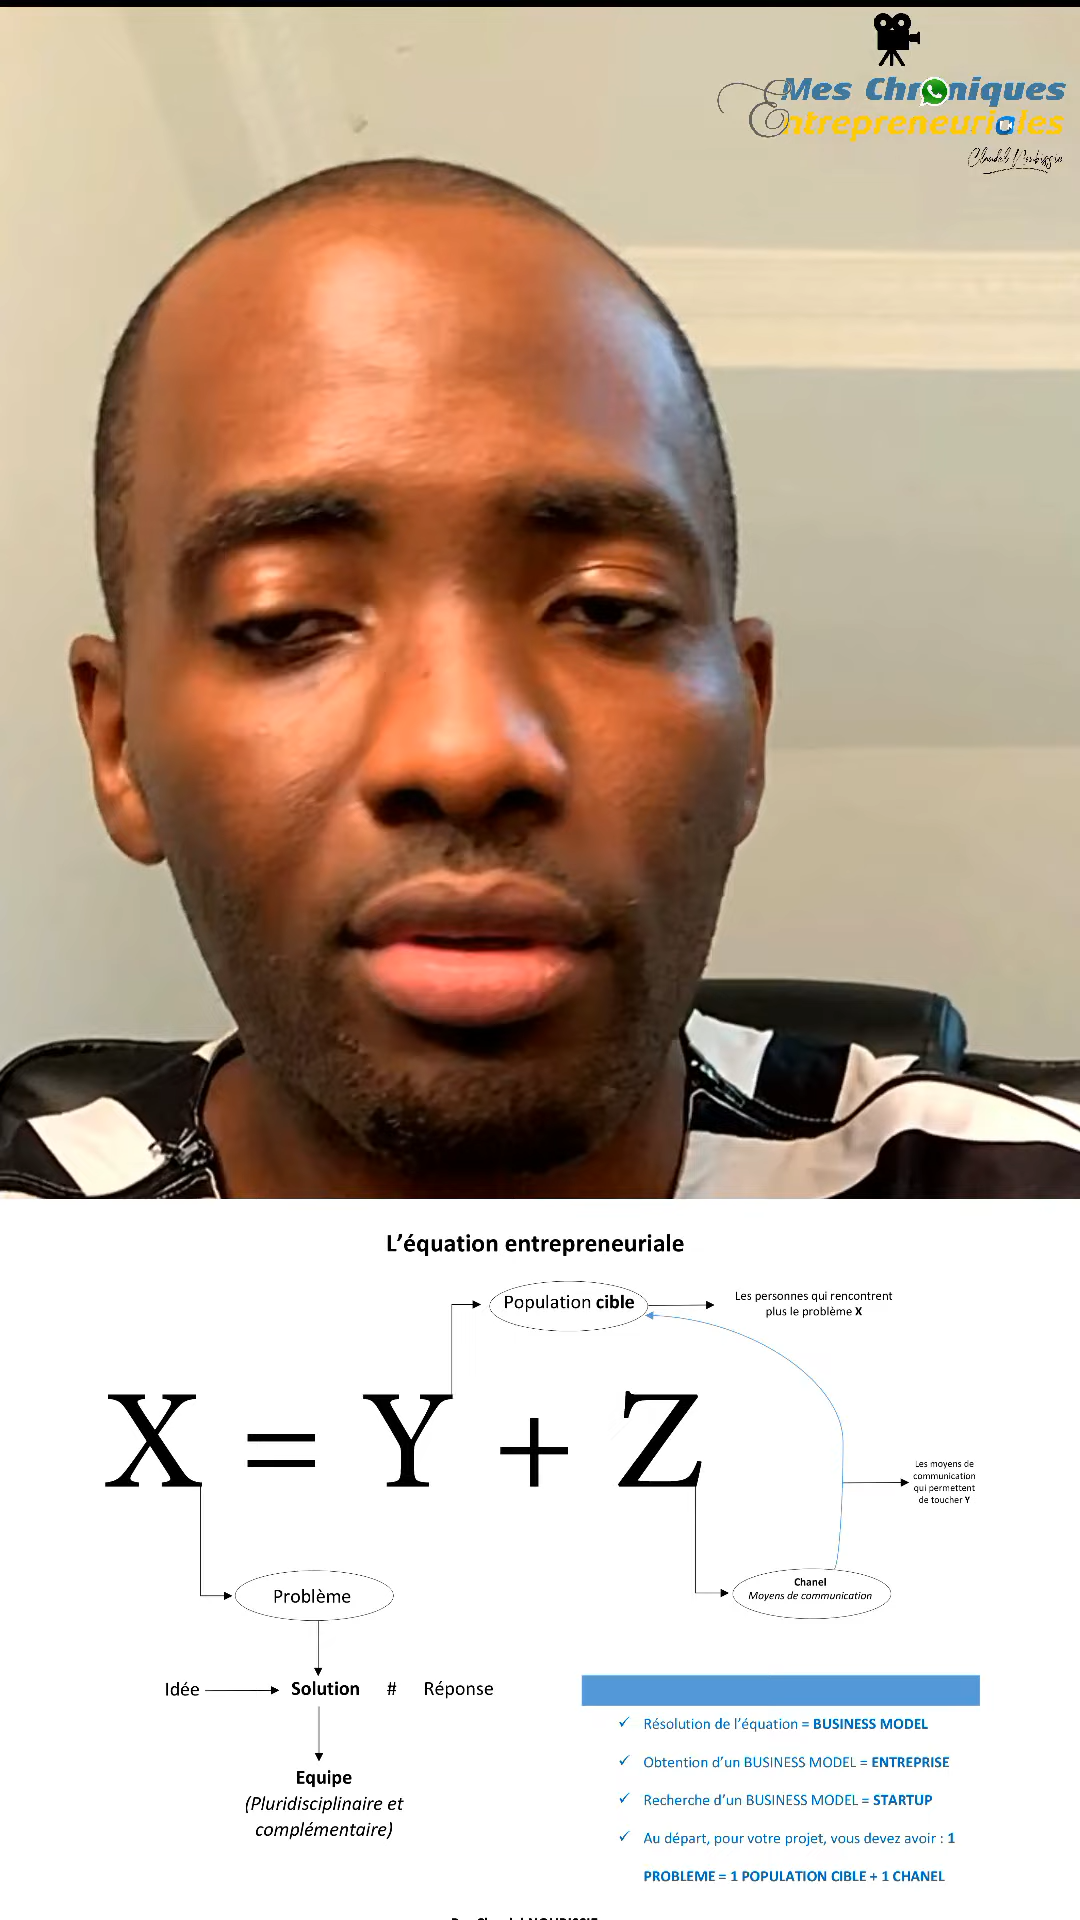 Mes Chroniques
Entrepreneuriales
L'équation entrepreneuriale
Population cible
Les personnes qui rencontrent
plus le problème X
X = Y + Z
Les moyens de
communication
qui permettent
de toucher Y
Problème
Chanel
Moyens de communication
Idée
Solution # Réponse
Equipe
(Pluridisciplinaire et
complémentaire)
✓ Résolution de l'équation = BUSINESS MODEL
✓ Obtention d'un BUSINESS MODEL = ENTREPRISE
✓ Recherche d'un BUSINESS MODEL = STARTUP
✓ Au départ, pour votre projet, vous devez avoir : 1
PROBLEME = 1 POPULATION CIBLE + 1 CHANEL